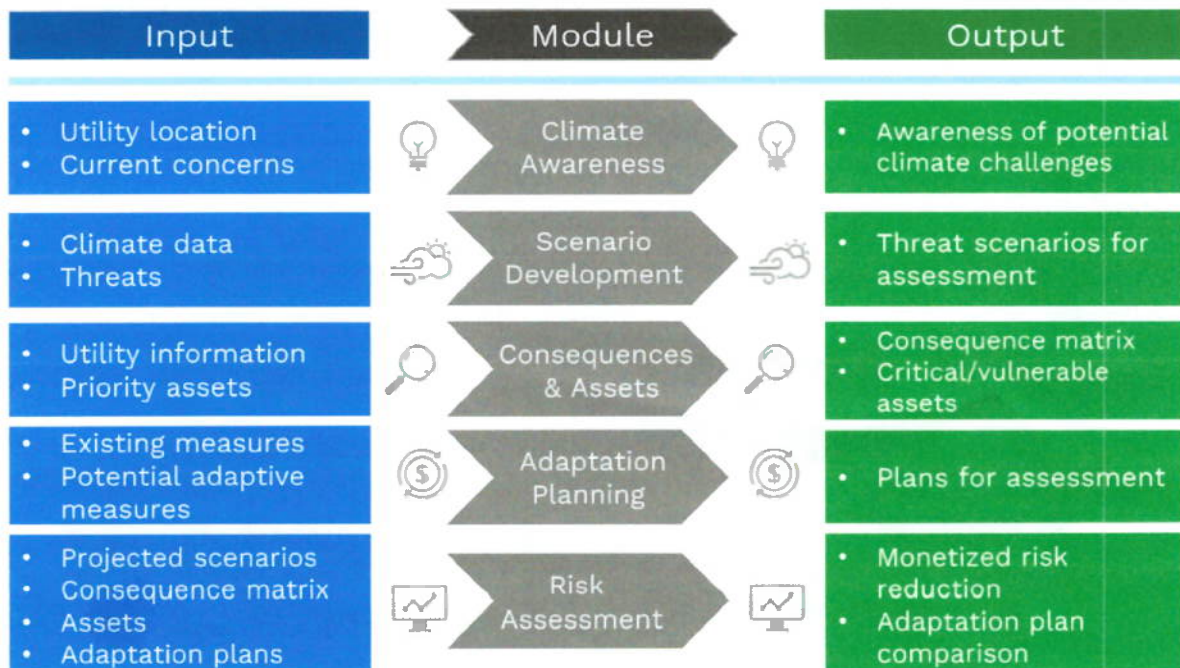 Input
Module
Output
• Utility location
• Current concerns
Climate
Awareness
• Awareness of potential
climate challenges
• Climate data
• Threats
Scenario
Development
• Threat scenarios for
assessment
• Utility information
• Priority assets
Consequences
& Assets
• Consequence matrix
• Critical/vulnerable
assets
• Existing measures
• Potential adaptive
measures
$
Adaptation
Planning
$
• Plans for assessment
• Projected scenarios
• Consequence matrix
• Assets
• Adaptation plans
Risk
Assessment
• Monetized risk
reduction
• Adaptation plan
comparison